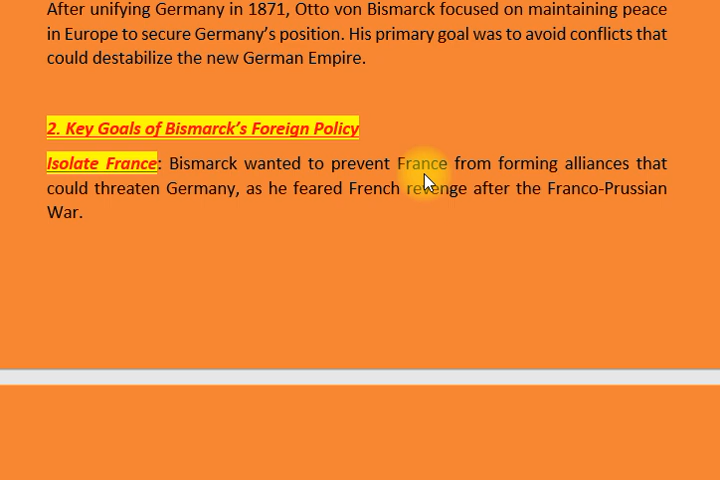 After unifying Germany in 1871, Otto von Bismarck focused on maintaining peace
in Europe to secure Germany’s position. His primary goal was to avoid conflicts that
could destabilize the new German Empire.
2. Key Goals of Bismarck’s Foreign Policy
Isolate France: Bismarck wanted to prevent France from forming alliances that
could threaten Germany, as he feared French revenge after the Franco-Prussian
War.